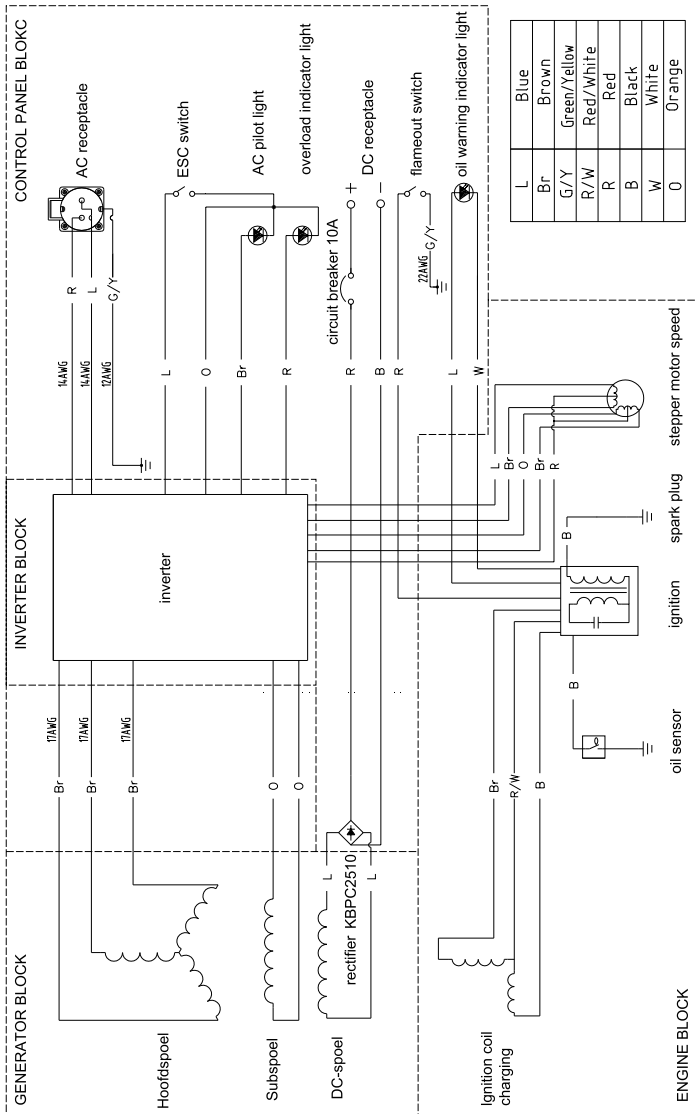 CONTROL PANEL BLOKC
AC receptacle
ESC switch
AC pilot light
overload indicator light
DC receptacle
flameout switch
oil warning indicator light
circuit breaker 10A
+
-
R
L
G/Y
14AWG
14AWG
12AWG
L
O
Br
R
R
B
R
22AWG
G/Y
L
W
L Blue
Br Brown
G/Y Green/Yellow
R/W Red/White
R Red
B Black
W White
O Orange
INVERTER BLOCK
inverter
L
Br
O
Br
R
stepper motor speed
spark plug
B
ignition
B
oil sensor
17AWG
17AWG
17AWG
Br
Br
Br
O
O
L
L
rectifier KBPC2510
Br
R/W
B
GENERATOR BLOCK
Hoofdspoel
Subspoel
DC-spoel
Ignition coil
charging
ENGINE BLOCK